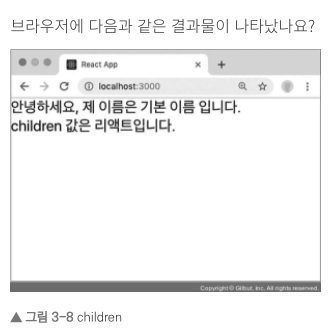 브라우저에 다음과 같은 결과물이 나타났나요?
React App
localhost:3000
안녕하세요, 제 이름은 기본 이름 입니다.
children 값은 리액트입니다.
Copyright © Gilbut, Inc. All rights reserved.
▲ 그림 3-8 children